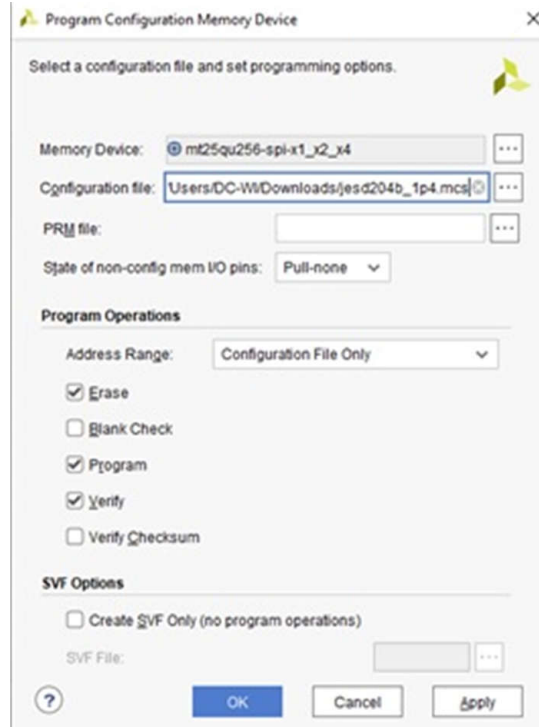 Program Configuration Memory Device
Select a configuration file and set programming options.
Memory Device: mt25qu256-spi-x1_x2_x4 ...
Configuration file: 'Users/DC-WI/Downloads/jesd204b_1p4.mcs ...
PRM file: ...
State of non-config mem I/O pins: Pull-none
Program Operations
Address Range: Configuration File Only
Erase
Blank Check
Program
Verify
Verify Checksum
SVF Options
Create SVF Only (no program operations)
SVF File: ...
? OK Cancel Apply